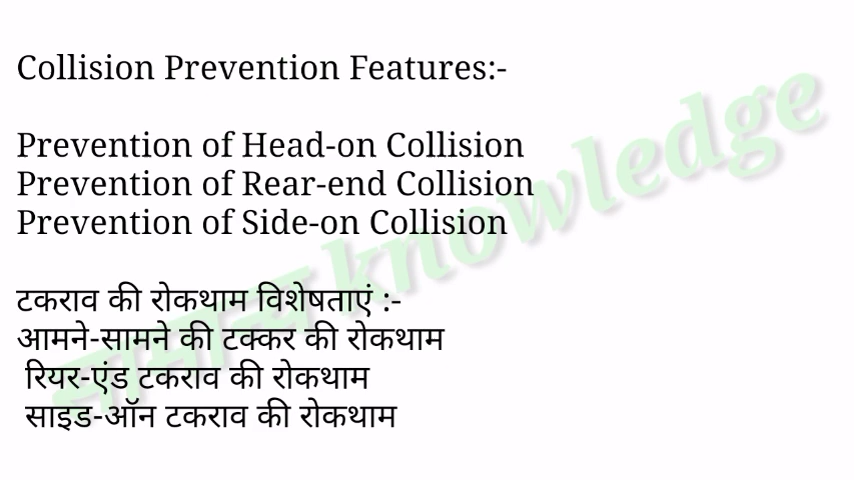 Collision Prevention Features:-
Prevention of Head-on Collision
Prevention of Rear-end Collision
Prevention of Side-on Collision
टकराव की रोकथाम विशेषताएं :-
आमने-सामने की टक्कर की रोकथाम
रियर-एंड टकराव की रोकथाम
साइड-ऑन टकराव की रोकथाम
knowledge